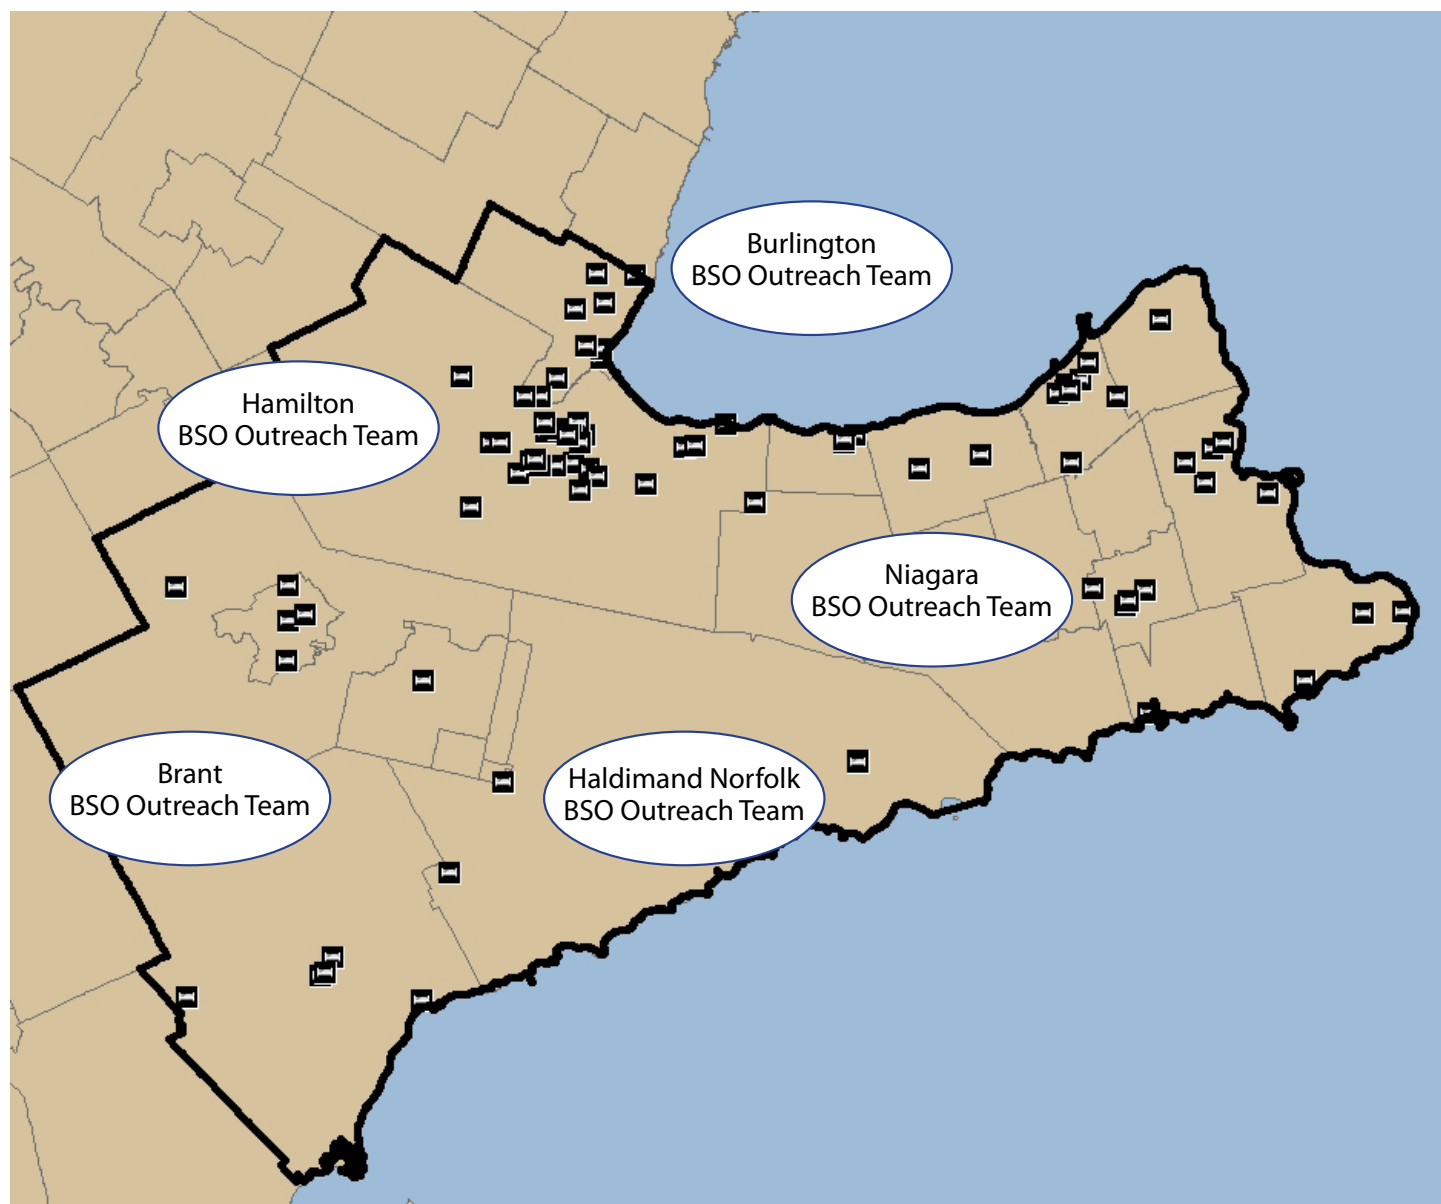 Burlington
BSO Outreach Team
Hamilton
BSO Outreach Team
Niagara
BSO Outreach Team
Brant
BSO Outreach Team
Haldimand Norfolk
BSO Outreach Team